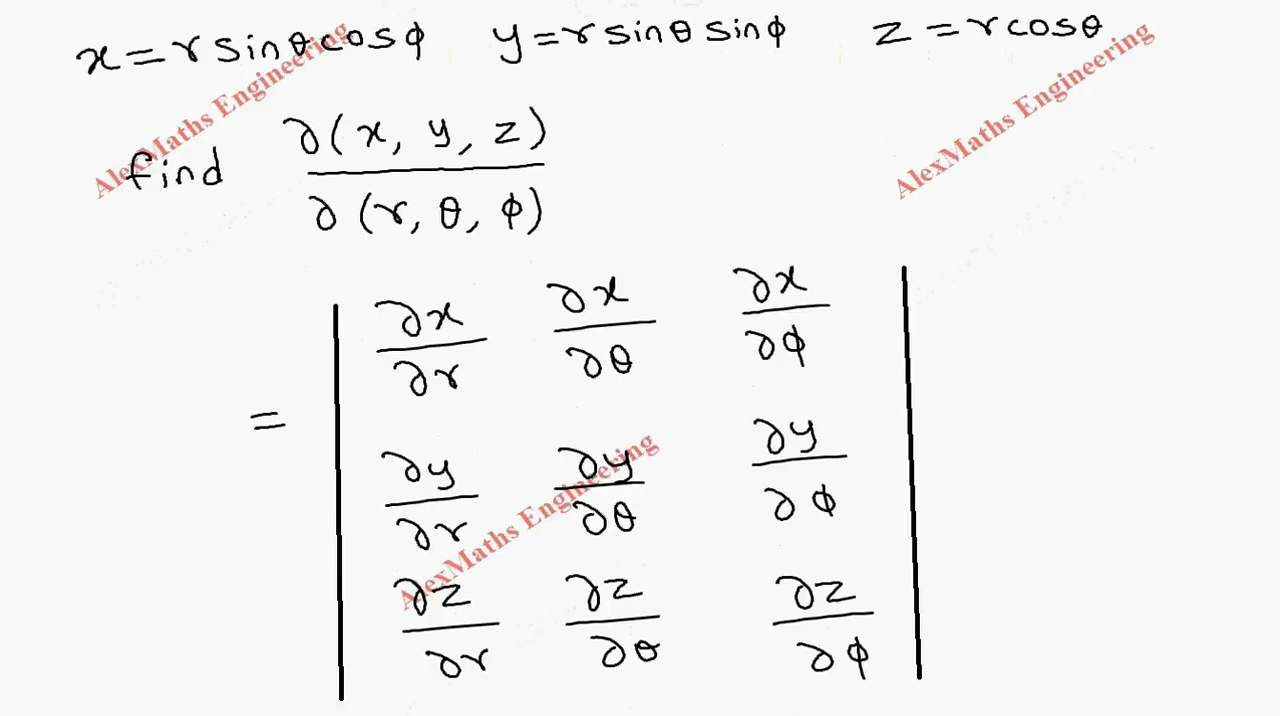 x = r sinθ cosϕ y = r sinθ sinϕ z = r cosθ
AlexMaths Engineering
AlexMaths Engineering
find ∂(x, y, z) / ∂(r, θ, ϕ)
= | ∂x/∂r ∂x/∂θ ∂x/∂ϕ |
| ∂y/∂r ∂y/∂θ ∂y/∂ϕ |
AlexMaths Engineering
| ∂z/∂r ∂z/∂θ ∂z/∂ϕ |